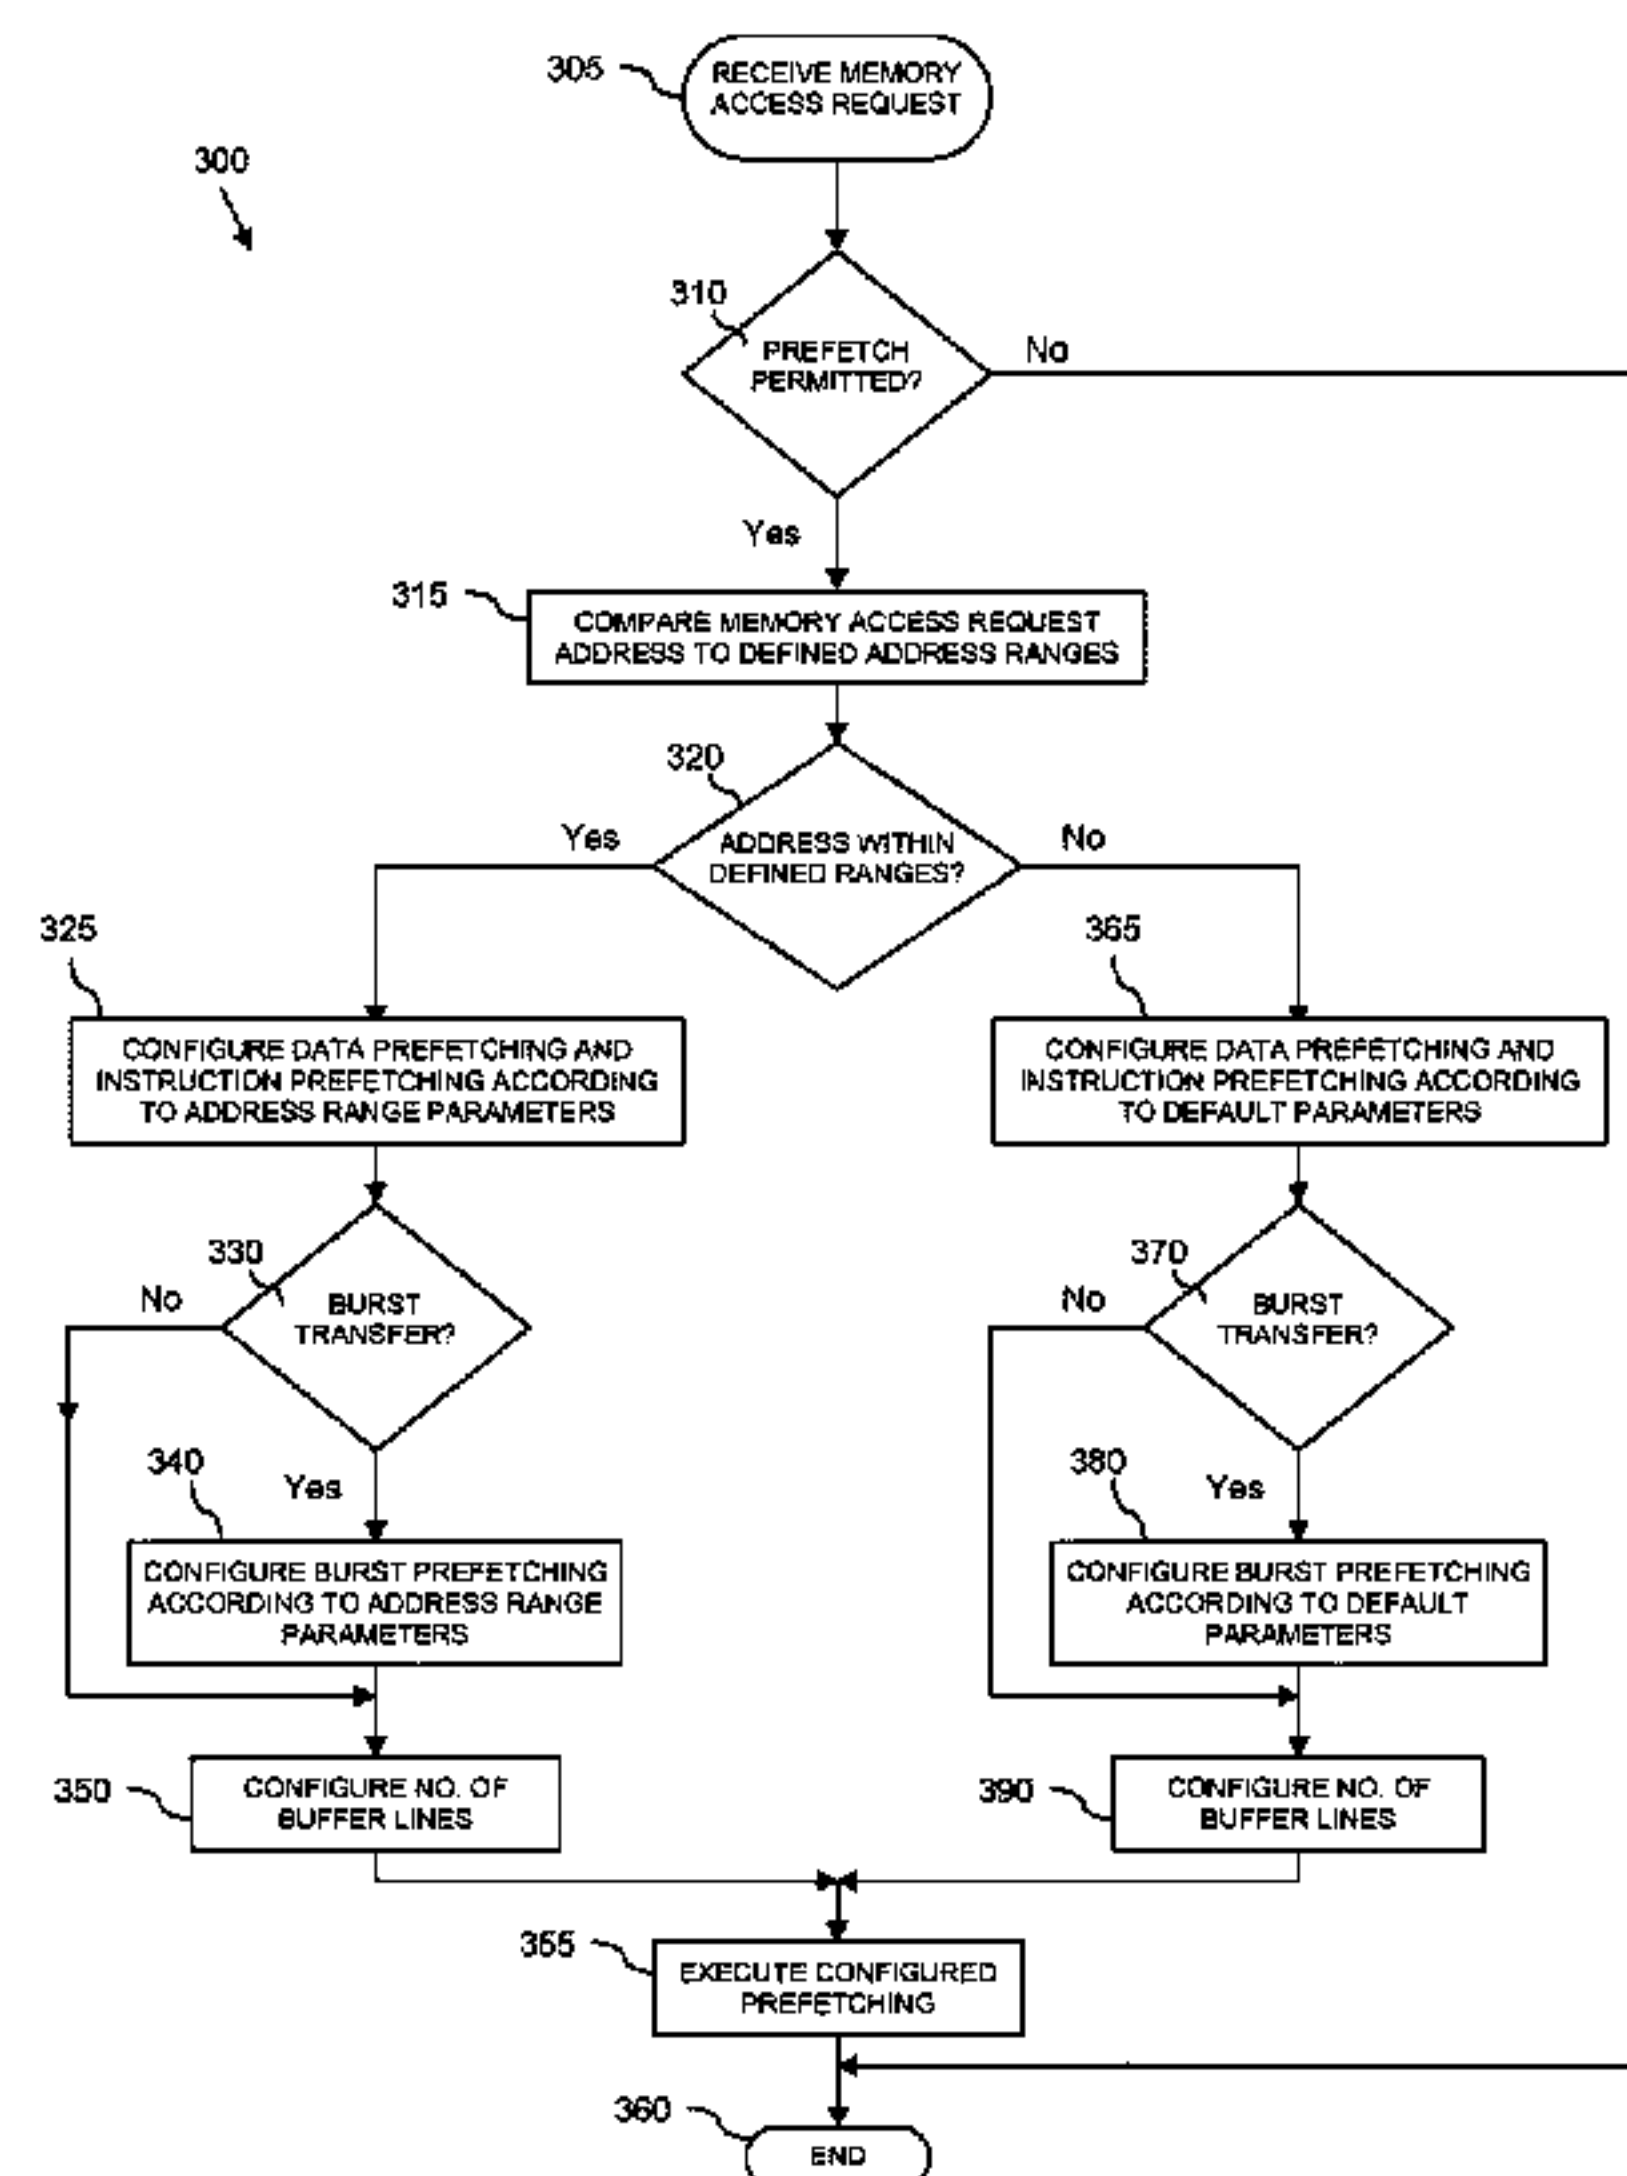 305
RECEIVE MEMORY
ACCESS REQUEST
300
310
PREFETCH
PERMITTED?
No
Yes
315
COMPARE MEMORY ACCESS REQUEST
ADDRESS TO DEFINED ADDRESS RANGES
320
Yes
ADDRESS WITHIN
DEFINED RANGES?
No
325
CONFIGURE DATA PREFETCHING AND
INSTRUCTION PREFETCHING ACCORDING
TO ADDRESS RANGE PARAMETERS
365
CONFIGURE DATA PREFETCHING AND
INSTRUCTION PREFETCHING ACCORDING
TO DEFAULT PARAMETERS
330
No
BURST
TRANSFER?
370
No
BURST
TRANSFER?
340
Yes
CONFIGURE BURST PREFETCHING
ACCORDING TO ADDRESS RANGE
PARAMETERS
380
Yes
CONFIGURE BURST PREFETCHING
ACCORDING TO DEFAULT
PARAMETERS
350
CONFIGURE NO. OF
BUFFER LINES
390
CONFIGURE NO. OF
BUFFER LINES
355
EXECUTE CONFIGURED
PREFETCHING
360
END